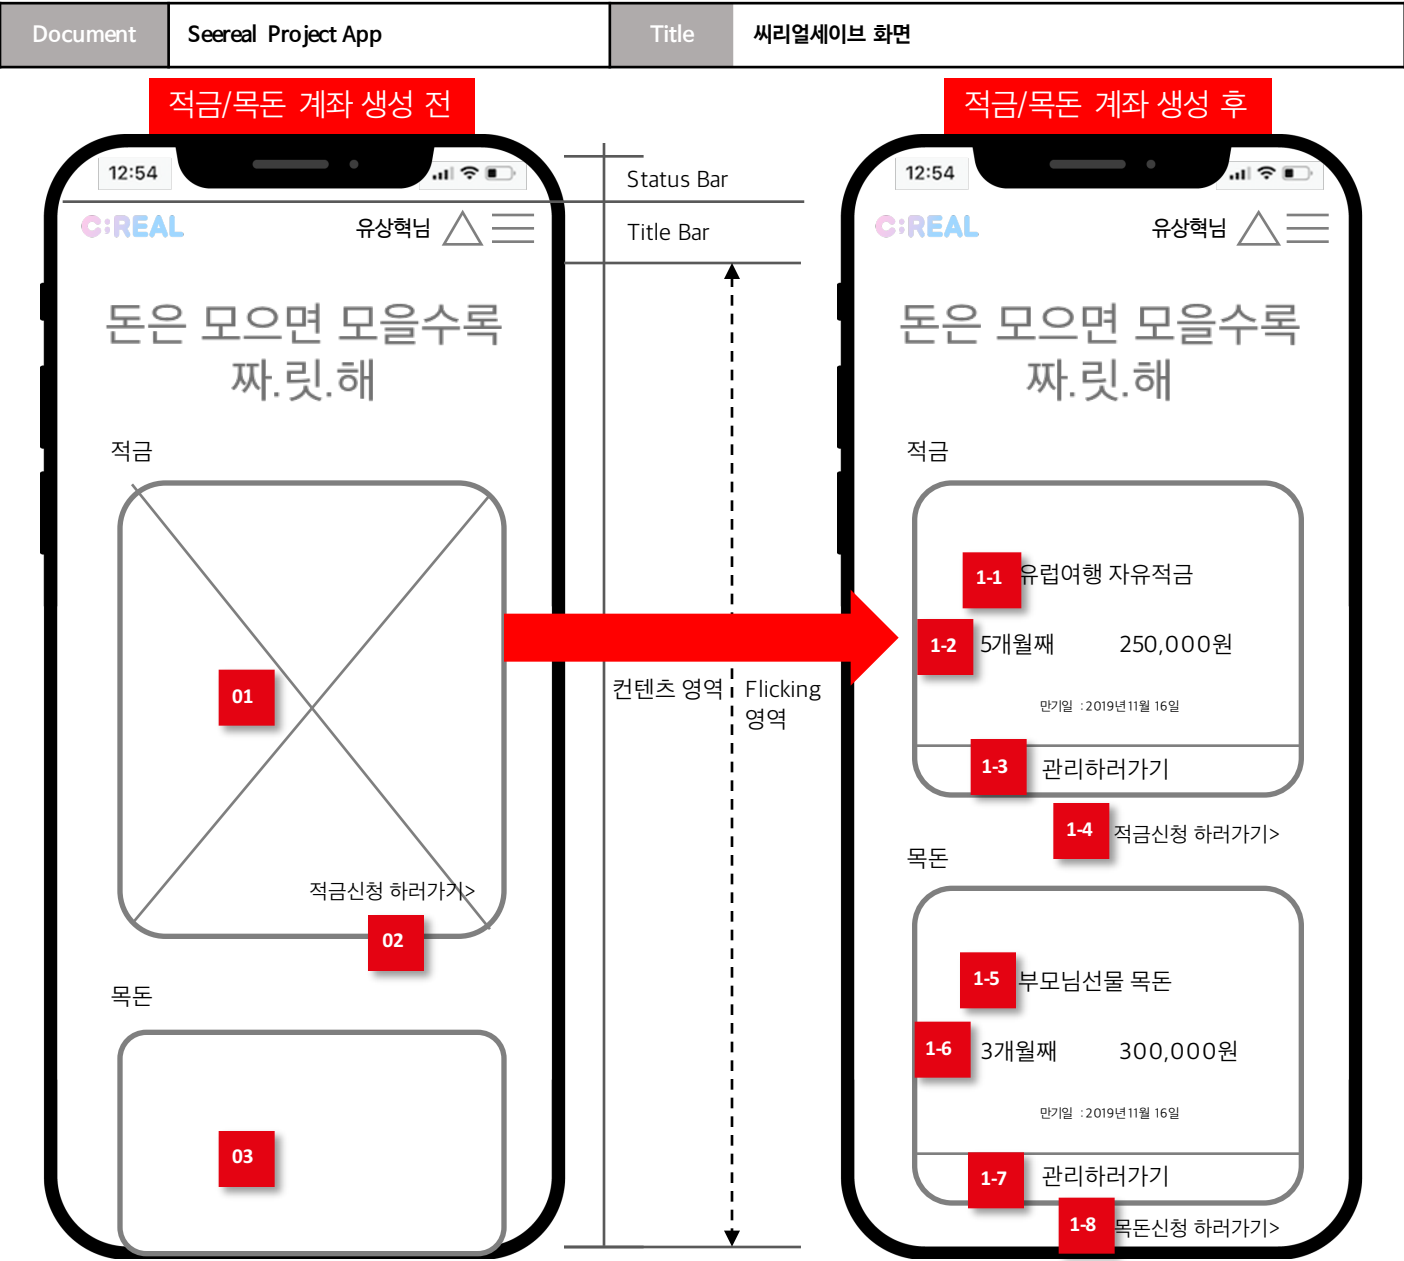 Document
Seereal Project App
Title
씨리얼세이브 화면
적금/목돈 계좌 생성 전
12:54
C:REAL
유상혁님
돈은 모으면 모을수록
짜.릿.해
적금
01
적금신청 하러가기>
02
목돈
03
Status Bar
Title Bar
컨텐츠 영역
Flicking
영역
적금/목돈 계좌 생성 후
12:54
C:REAL
유상혁님
돈은 모으면 모을수록
짜.릿.해
적금
1-1 유럽여행 자유적금
1-2 5개월째 250,000원
만기일 : 2019년 11월 16일
1-3 관리하러가기
1-4 적금신청 하러가기>
목돈
1-5 부모님선물 목돈
1-6 3개월째 300,000원
만기일 : 2019년 11월 16일
1-7 관리하러가기
1-8 목돈신청 하러가기>